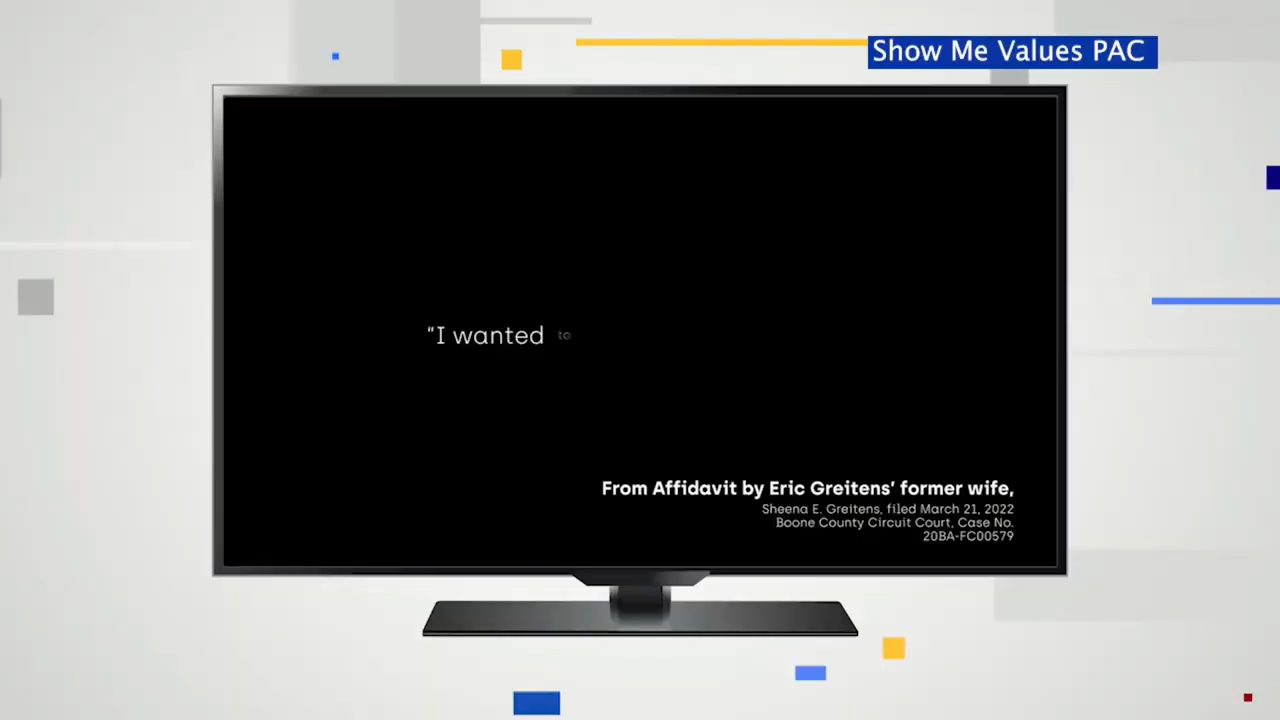 Show Me Values PAC
“I wanted to
From Affidavit by Eric Greitens’ former wife,
Sheena E. Greitens, filed March 21, 2022
Boone County Circuit Court, Case No.
20BA-FC00579